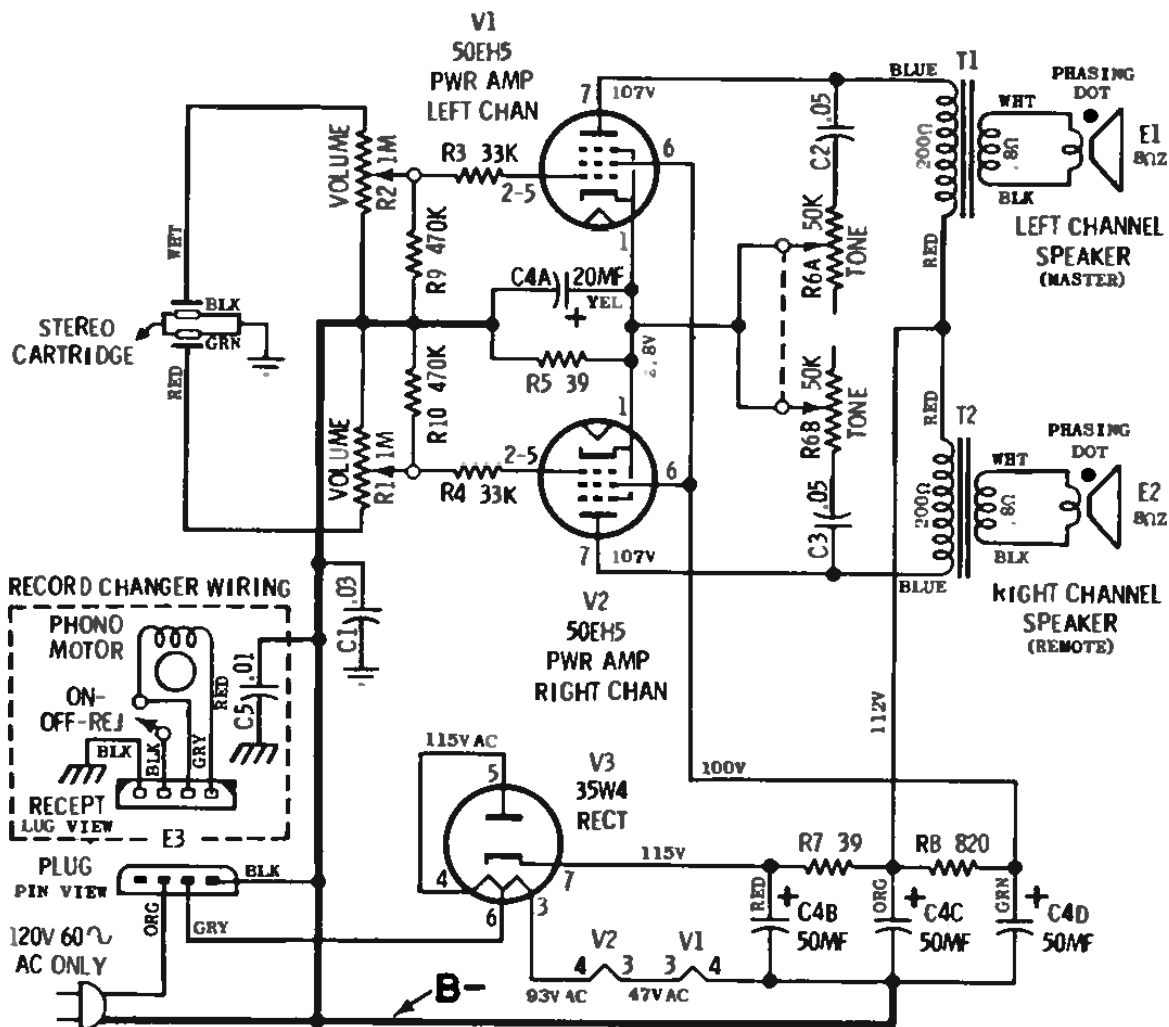 V1
50EH5
PWR AMP
LEFT CHAN
7
107V
BLUE
T1
PHASING
DOT
WHT
E1
8ΩZ
200Ω
.8Ω
BLK
LEFT CHANNEL
SPEAKER
(MASTER)
VOLUME
R2 1M
R3 33K
2-5
6
1
C2 .05
R6A 50K
TONE
RED
WHT
R9 470K
C4A 20MF
YEL
+
BLK
GRN
STEREO
CARTRIDGE
RED
R5 39
2.8V
R10 470K
1
R6B 50K
TONE
RED
T2
PHASING
DOT
VOLUME
R1 1M
R4 33K
2-5
6
C3 .05
WHT
E2
8ΩZ
200Ω
.8Ω
BLK
7
107V
BLUE
RIGHT CHANNEL
SPEAKER
(REMOTE)
V2
50EH5
PWR AMP
RIGHT CHAN
RECORD CHANGER WIRING
C1 .03
PHONO
MOTOR
RED
C5 .01
ON-
OFF-REJ
BLK
BLK
GRY
RECEPT
LUG VIEW
E3
PLUG
PIN VIEW
BLK
ORG
GRY
120V 60∿
AC ONLY
115V AC
5
V3
35W4
RECT
4
6
3
7
115V
112V
100V
R7 39
R8 820
RED
+
C4B
50MF
ORG
+
C4C
50MF
GRN
+
C4D
50MF
V2
V1
4
3
3
4
93V AC
47V AC
B-